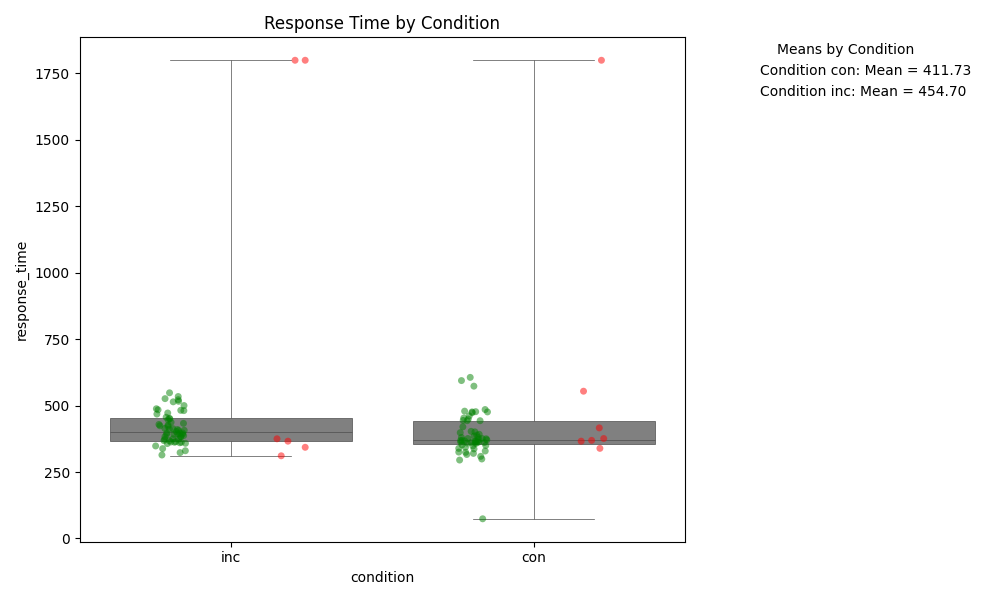 Response Time by Condition
Means by Condition
Condition con: Mean = 411.73
Condition inc: Mean = 454.70
response_time
1750
1500
1250
1000
750
500
250
0
inc con
condition